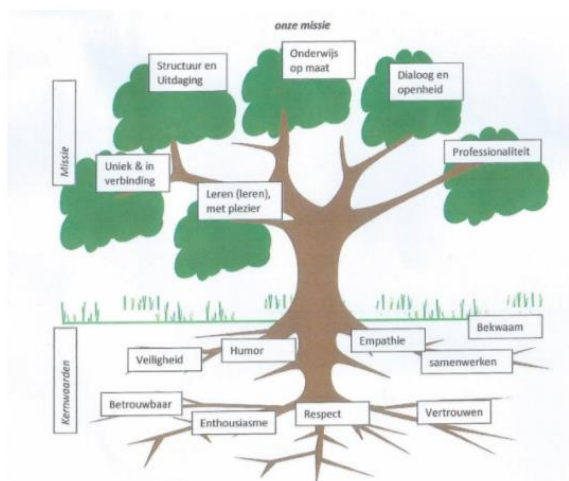 onze missie
Structuur en
Uitdaging
Onderwijs
op maat
Dialoog en
openheid
Professionaliteit
Missie
Uniek & in
verbinding
Leren (leren),
met plezier
Bekwaam
Empathie
Humor
Veiligheid
samenwerken
Kernwaarden
Betrouwbaar
Enthousiasme
Respect
Vertrouwen